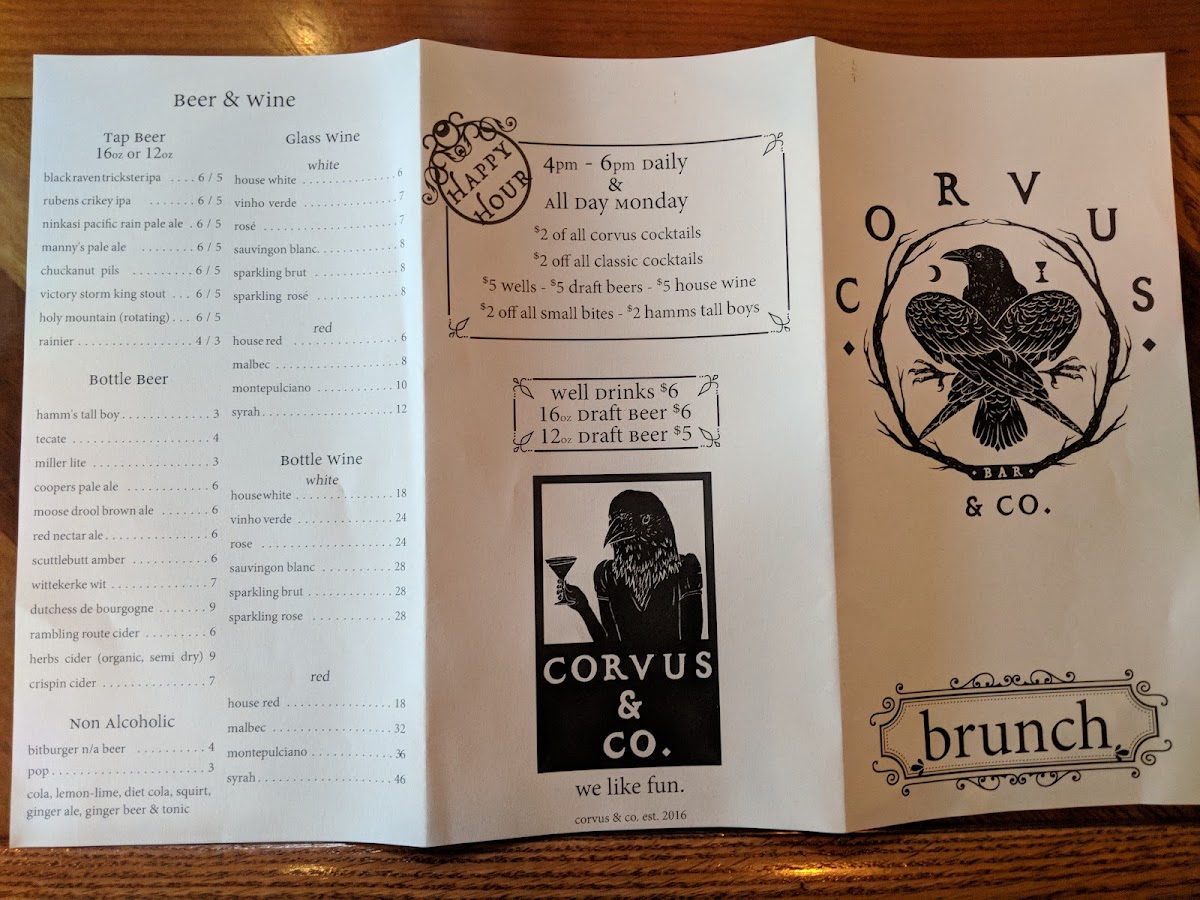 Beer & Wine
Tap Beer
16oz or 12oz
black raven trickster ipa .... 6 / 5
rubens crikey ipa ....... 6 / 5
ninkasi pacific rain pale ale . 6 / 5
manny's pale ale ........ 6 / 5
chuckanut pils ......... 6 / 5
victory storm king stout ... 6 / 5
holy mountain (rotating) ... 6 / 5
rainier ................. 4 / 3
Bottle Beer
hamm's tall boy .............. 3
tecate ...................... 4
miller lite ................... 3
coopers pale ale .............. 6
moose drool brown ale ....... 6
red nectar ale ................ 6
scuttlebutt amber ........... 6
wittekerke wit .............. 7
dutchess de bourgogne ....... 9
rambling route cider ......... 6
herbs cider (organic, semi dry) 9
crispin cider ................ 7
Non Alcoholic
bitburger n/a beer .......... 4
pop ........................ 3
cola, lemon-lime, diet cola, squirt,
ginger ale, ginger beer & tonic
Glass Wine
white
house white .............. 6
vinho verde .............. 7
rosé ..................... 7
sauvingon blanc. .......... 8
sparkling brut ............ 8
sparkling rosé ............ 8
red
house red ................ 6
malbec .................. 8
montepulciano ........... 10
syrah .................... 12
Bottle Wine
white
house white .............. 18
vinho verde .............. 24
rose .................... 24
sauvingon blanc .......... 28
sparkling brut ............ 28
sparkling rose ............ 28
red
house red ................ 18
malbec .................. 32
montepulciano ............ 36
syrah .................... 46
HAPPY
HOUR
4pm - 6pm Daily
&
All Day Monday
$2 of all corvus cocktails
$2 off all classic cocktails
$5 wells - $5 draft beers - $5 house wine
$2 off all small bites - $2 hamms tall boys
Well Drinks $6
16oz Draft Beer $6
12oz Draft Beer $5
CORVUS
&
CO.
we like fun.
corvus & co. est. 2016
CORVUS
BAR
& CO.
brunch